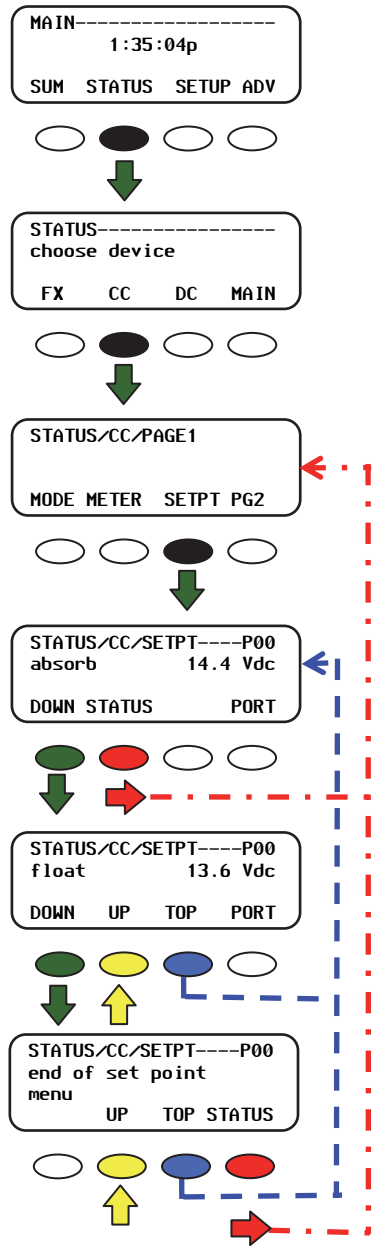 MAIN-------------------
1:35:04p
SUM STATUS SETUP ADV
STATUS-----------------
choose device
FX CC DC MAIN
STATUS/CC/PAGE1
MODE METER SETPT PG2
STATUS/CC/SETPT----P00
absorb 14.4 Vdc
DOWN STATUS PORT
STATUS/CC/SETPT----P00
float 13.6 Vdc
DOWN UP TOP PORT
STATUS/CC/SETPT----P00
end of set point
menu
UP TOP STATUS